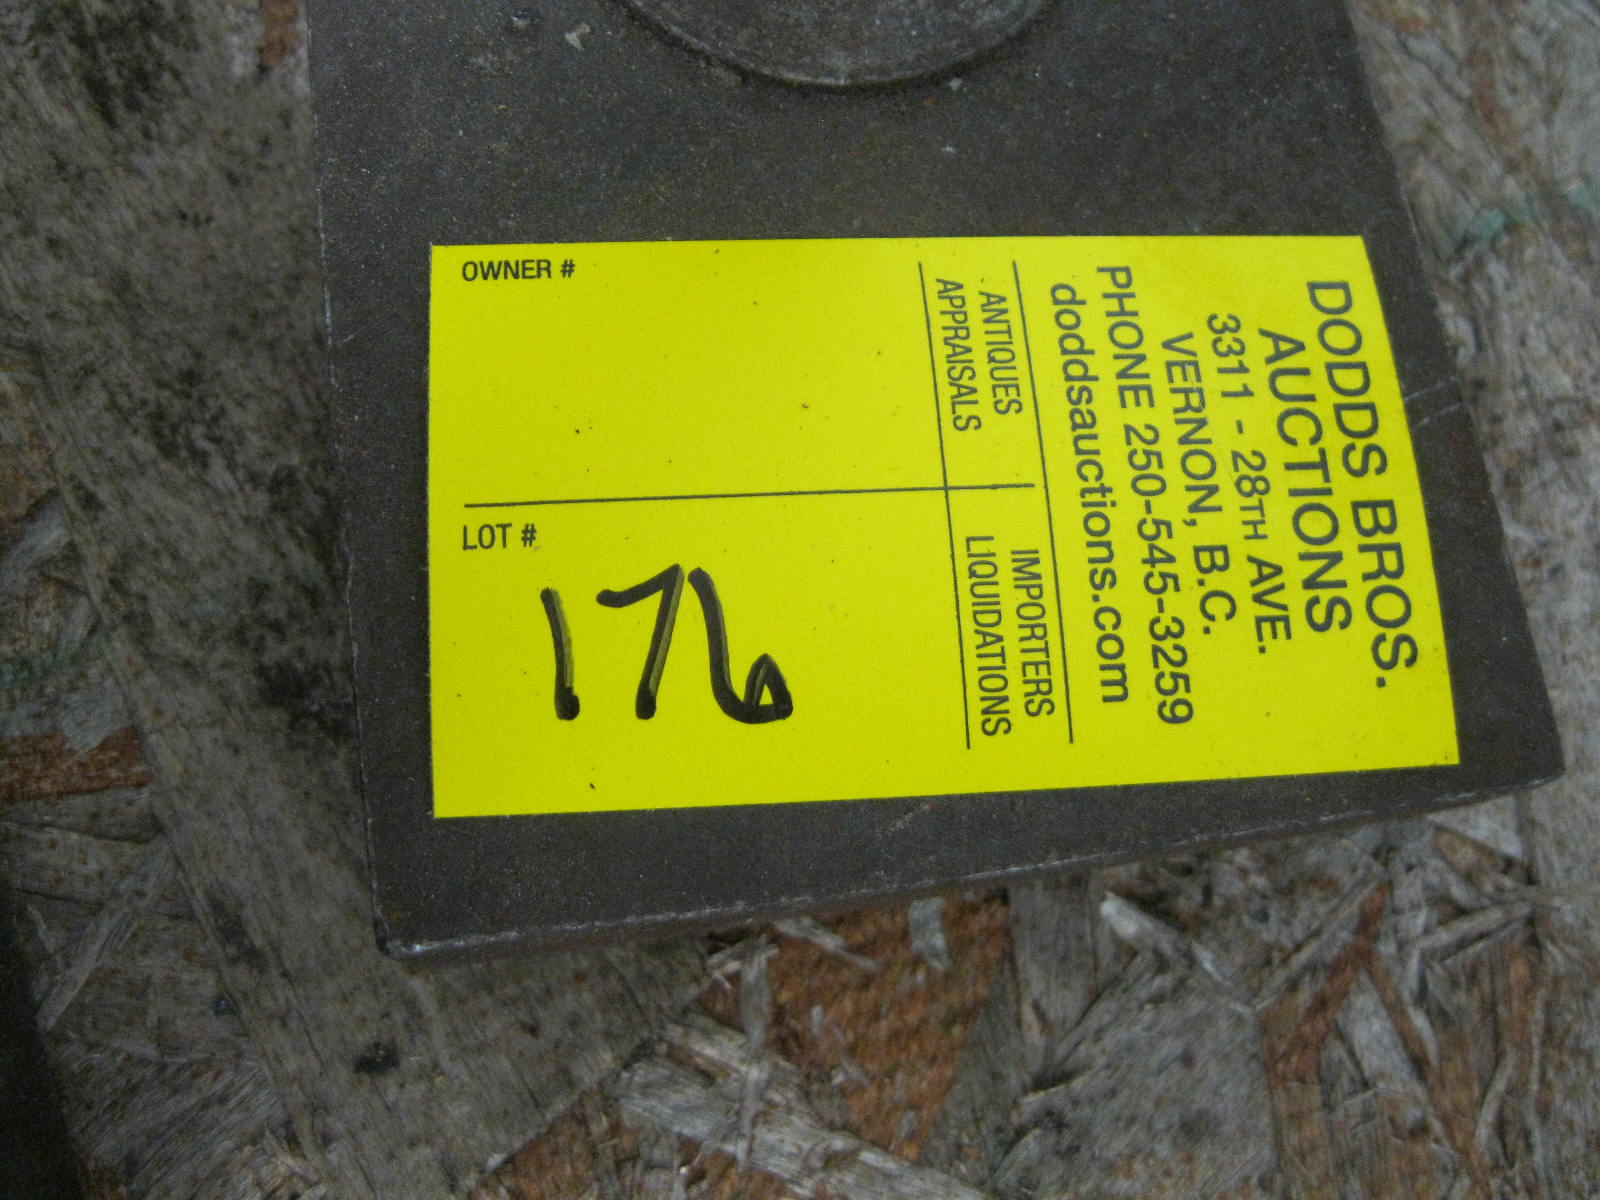 DODDS BROS.
AUCTIONS
3311 - 28TH AVE.
VERNON, B.C.
PHONE 250-545-3259
doddsauctions.com
ANTIQUES IMPORTERS
APPRAISALS LIQUIDATIONS
OWNER #
LOT #
176